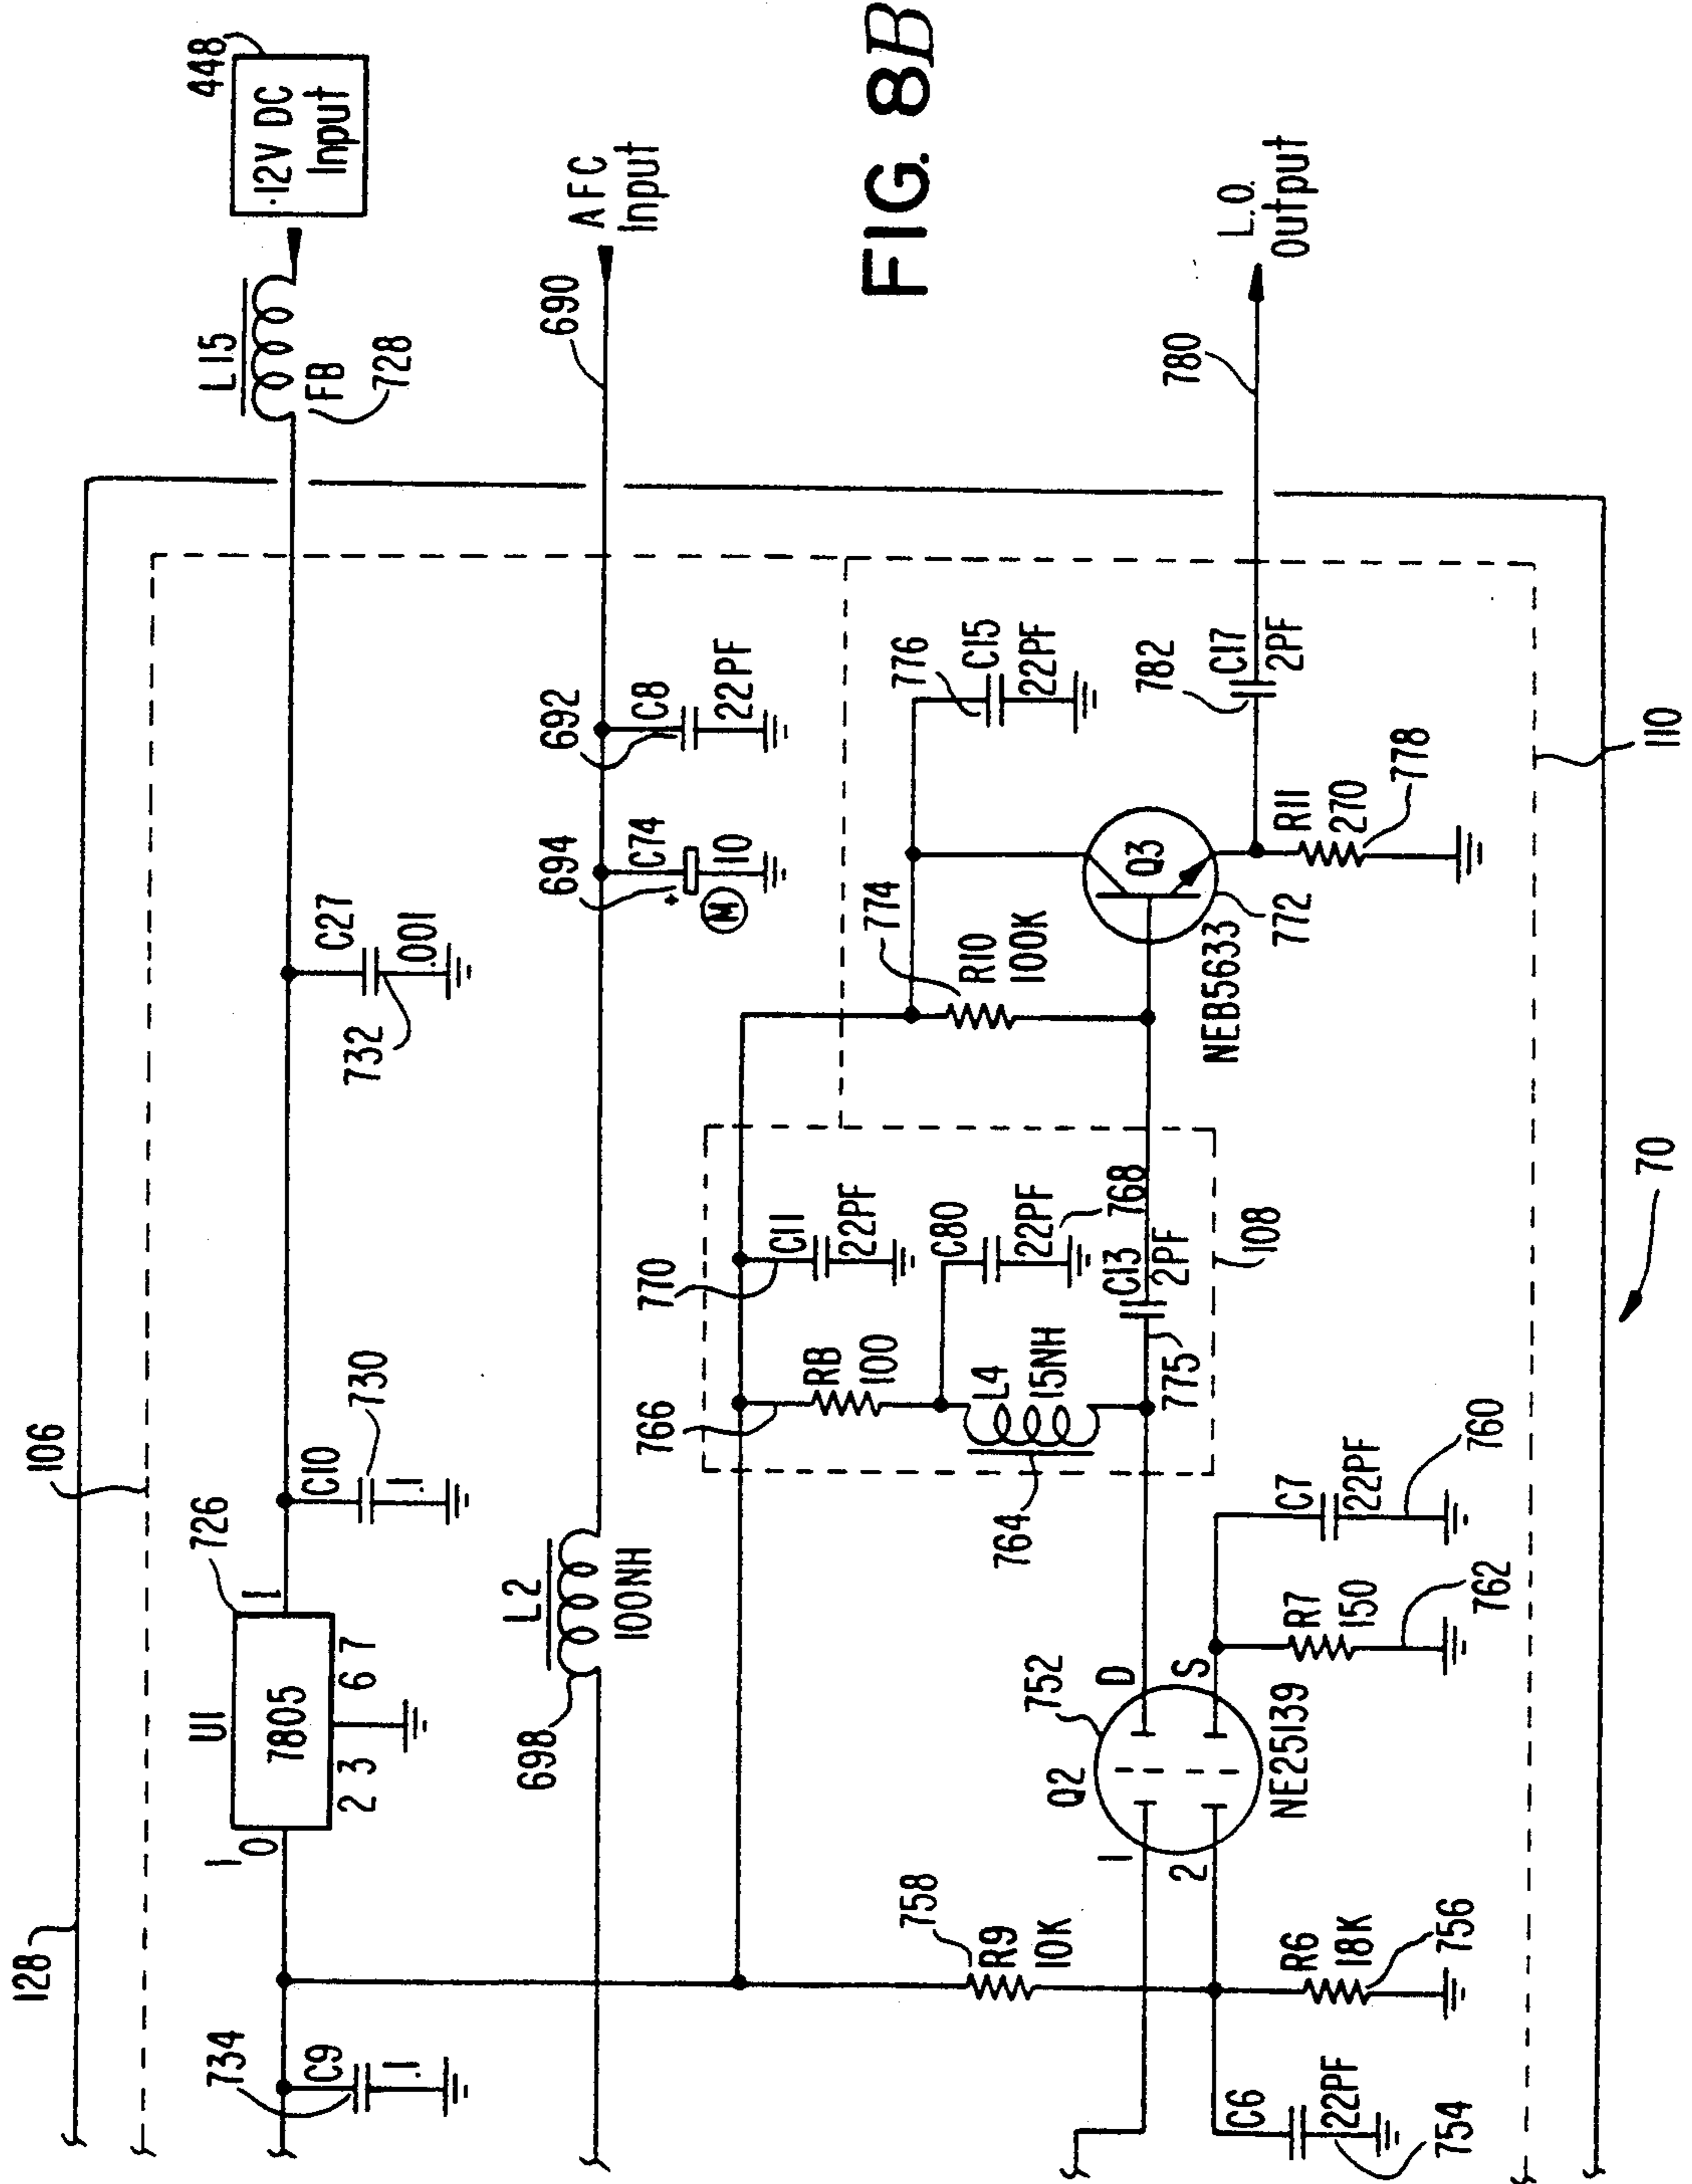 FIG. 8B
128
106
734
C9
.1
U1
1
O
7805
2 3
6 7
I
726
C10
730
.1
C27
.001
732
L15
FB
728
448
·12V DC
Input
698
L2
100NH
694
C74
+
10
M
692
C8
22PF
690
AFC
Input
766
RB
100
770
C11
22PF
C80
22PF
768
L4
15NH
764
775
C13
2PF
108
774
R10
100K
776
C15
22PF
Q3
NEB5633
772
782
C17
2PF
780
L.O.
output
R11
270
778
110
758
R9
10K
752
Q2
1
2
D
S
NE25139
R7
150
762
C7
22PF
760
C6
22PF
754
R6
18K
756
70